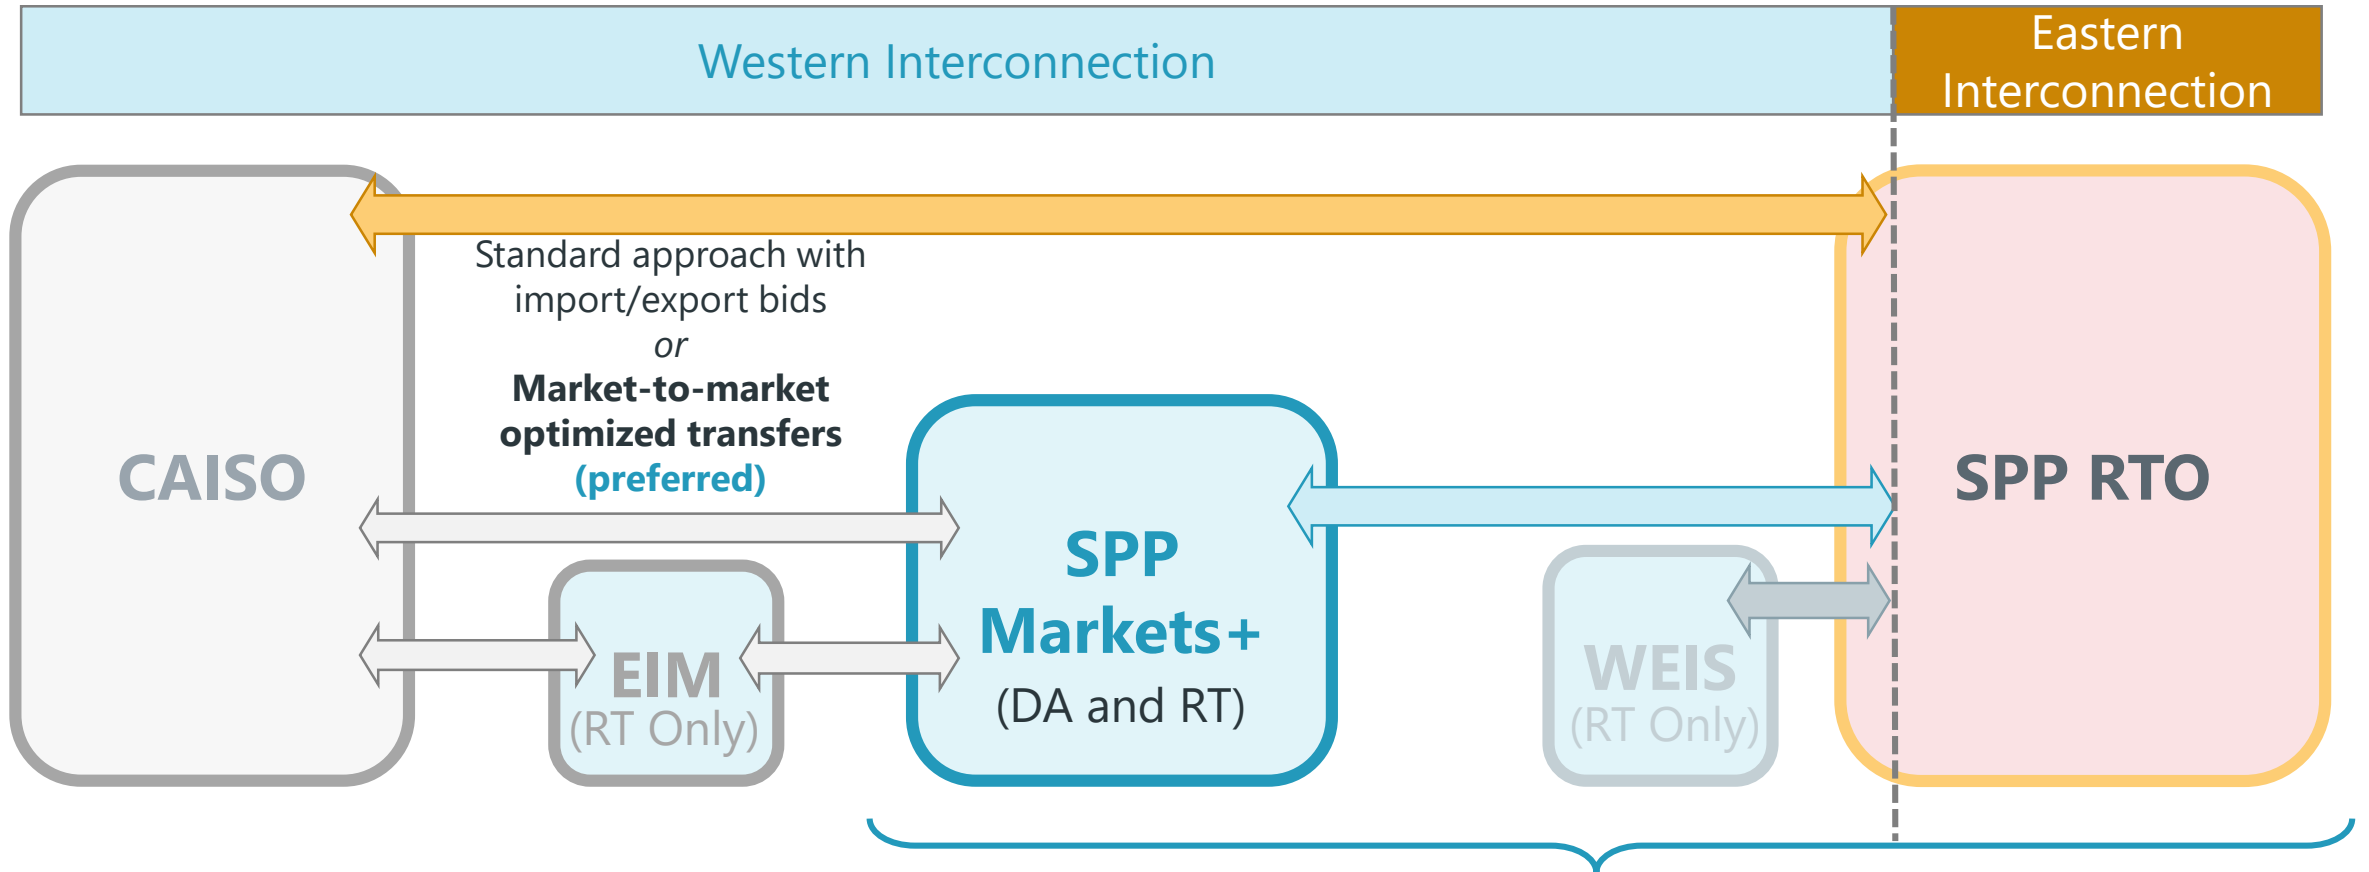 Western Interconnection
Eastern
Interconnection
Standard approach with
import/export bids
or
Market-to-market
optimized transfers
(preferred)
CAISO
SPP RTO
SPP
Markets+
(DA and RT)
EIM
(RT Only)
WEIS
(RT Only)